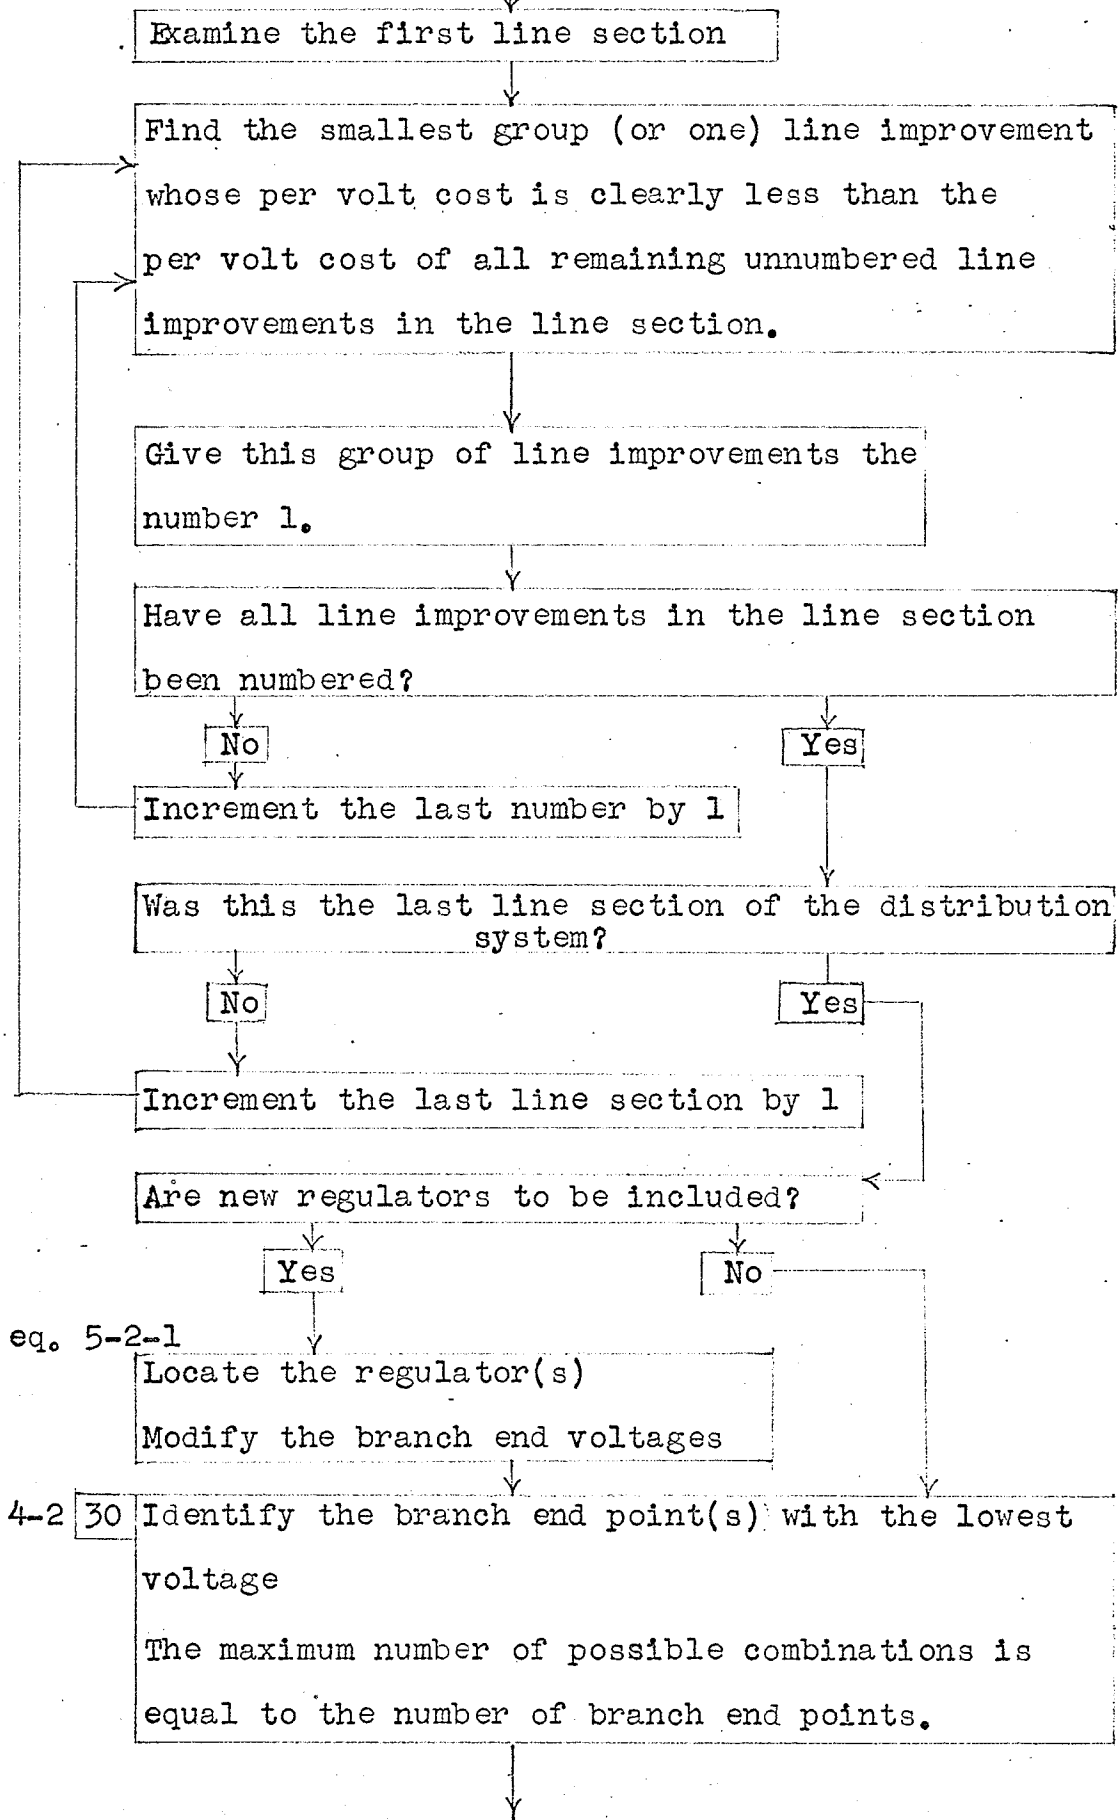 Examine the first line section
Find the smallest group (or one) line improvement
whose per volt cost is clearly less than the
per volt cost of all remaining unnumbered line
improvements in the line section.
Give this group of line improvements the
number 1.
Have all line improvements in the line section
been numbered?
No
Yes
Increment the last number by 1
Was this the last line section of the distribution
system?
No
Yes
Increment the last line section by 1
Are new regulators to be included?
Yes
No
eq. 5-2-1
Locate the regulator(s)
Modify the branch end voltages
4-2 30 Identify the branch end point(s) with the lowest
voltage
The maximum number of possible combinations is
equal to the number of branch end points.